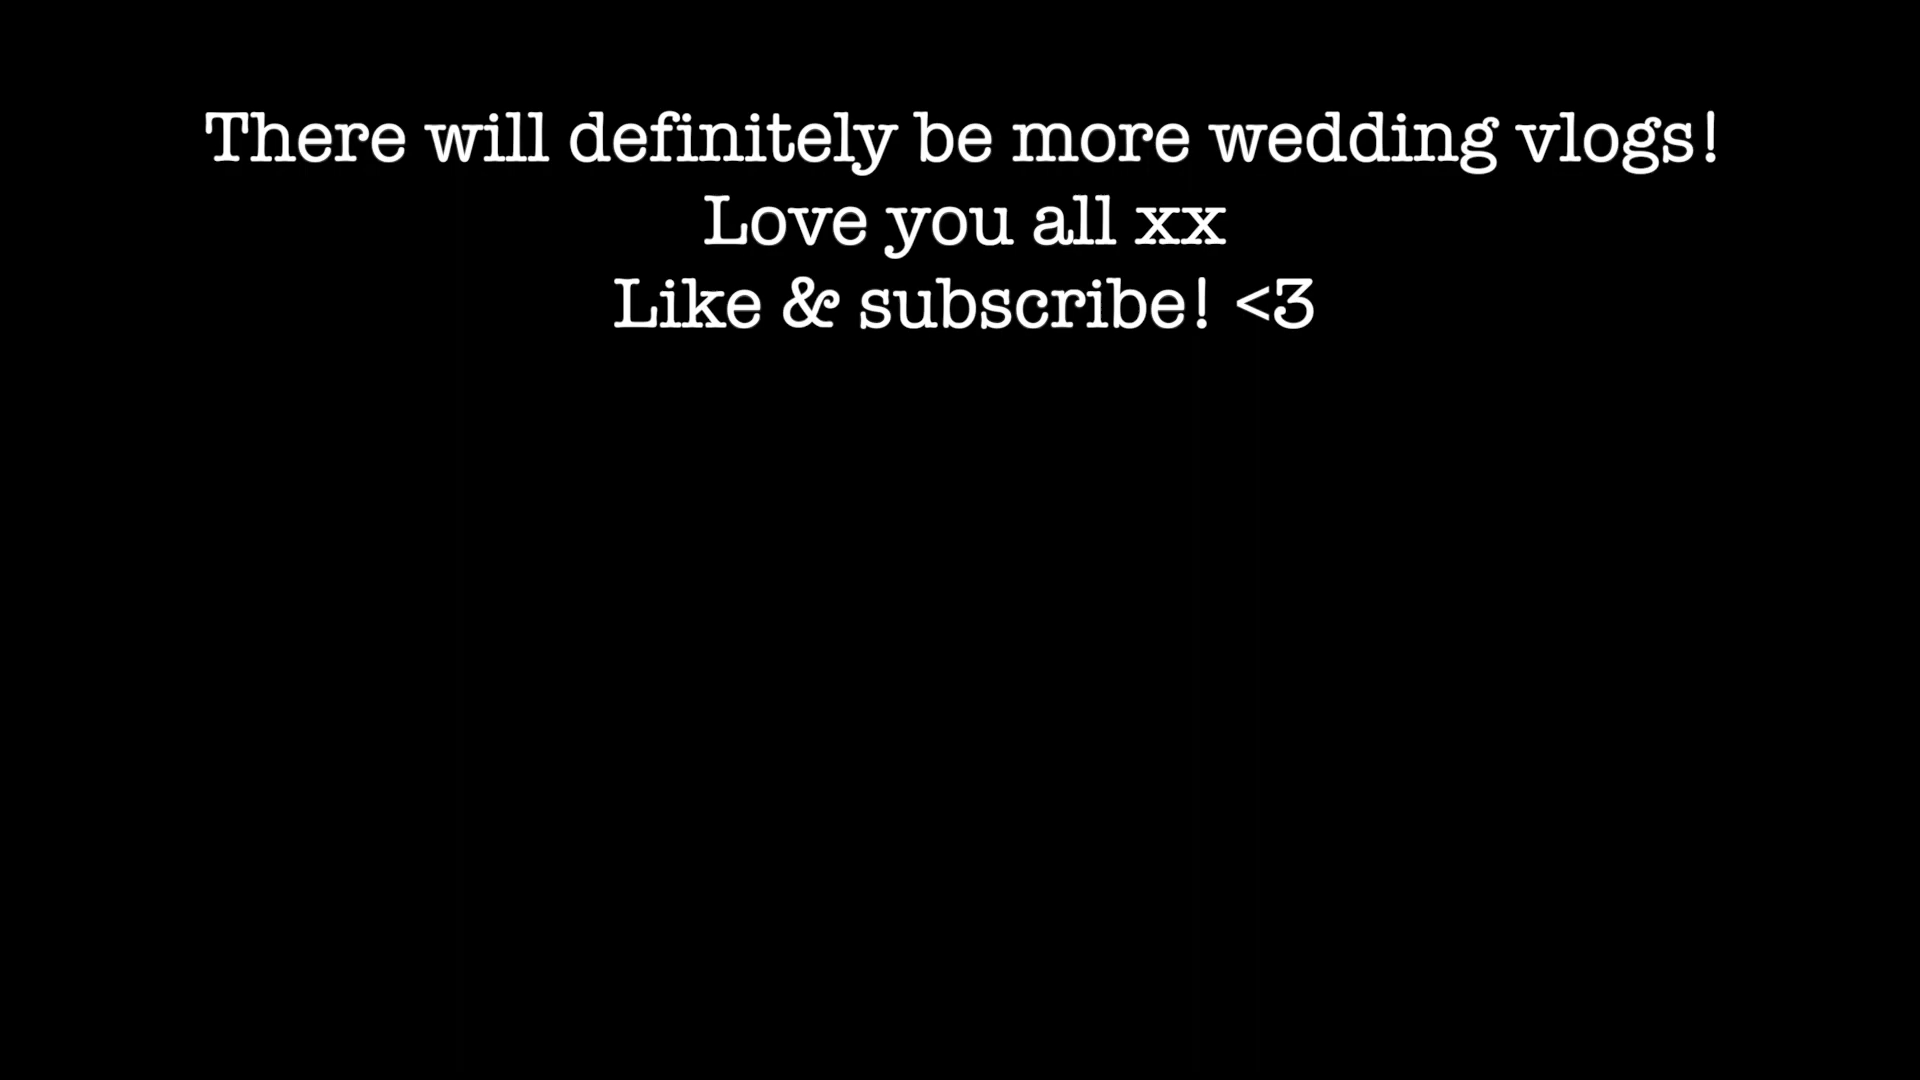 There will definitely be more wedding vlogs!
Love you all xx
Like & subscribe! <3